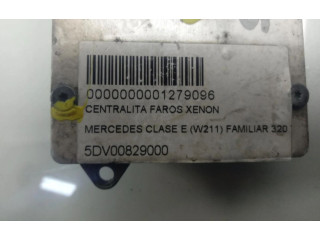 0000000001279096
CENTRALITA FAROS XENON
MERCEDES CLASE E (W211) FAMILIAR 320
5DV00829000